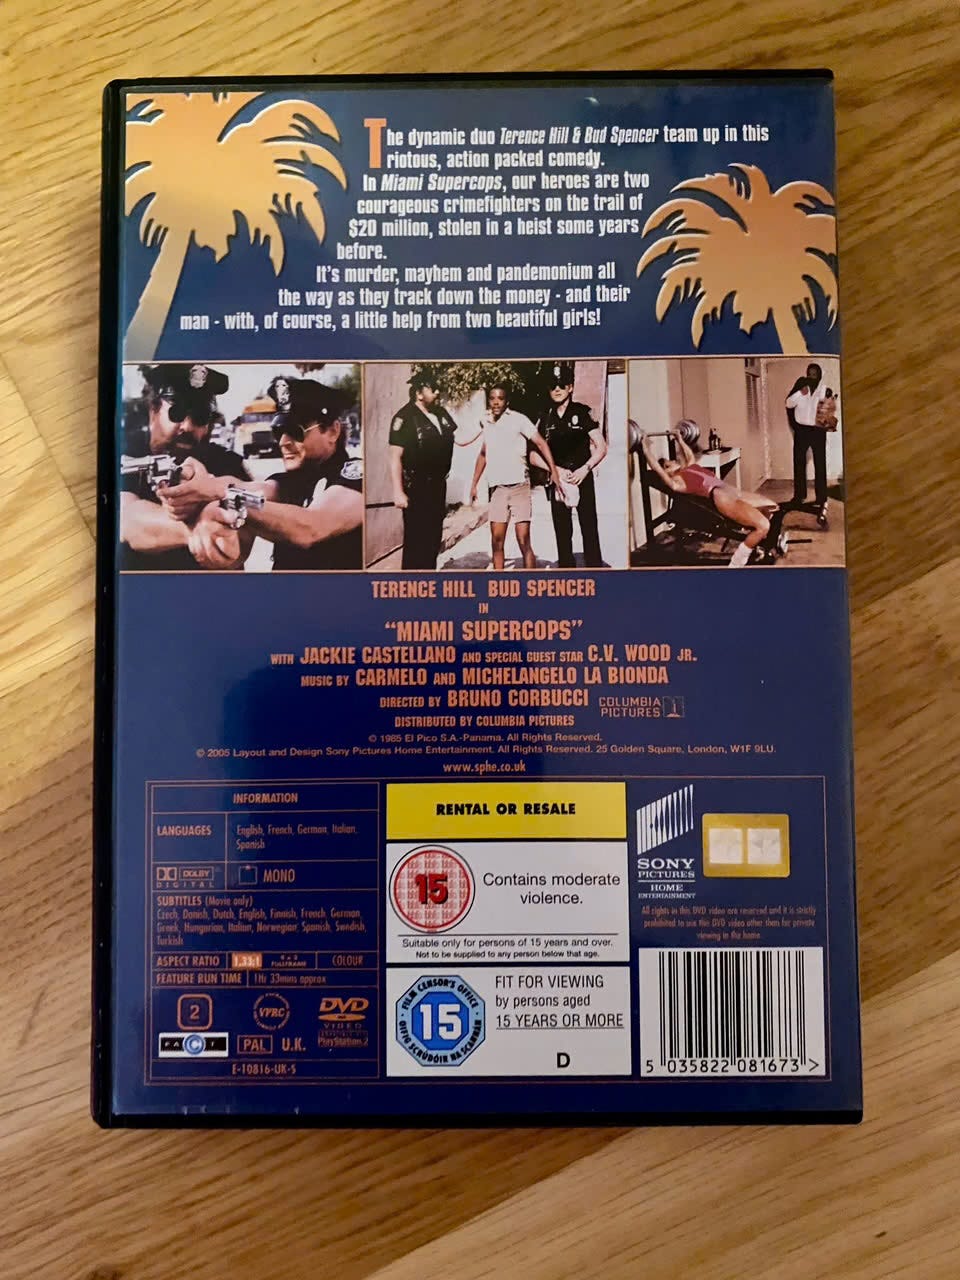 The dynamic duo Terence Hill & Bud Spencer team up in this
riotous, action packed comedy.
In Miami Supercops, our heroes are two
courageous crimefighters on the trail of
$20 million, stolen in a heist some years
before.
It's murder, mayhem and pandemonium all
the way as they track down the money - and their
man - with, of course, a little help from two beautiful girls!
TERENCE HILL BUD SPENCER
IN
"MIAMI SUPERCOPS"
WITH JACKIE CASTELLANO AND SPECIAL GUEST STAR C.V. WOOD JR.
MUSIC BY CARMELO AND MICHELANGELO LA BIONDA
DIRECTED BY BRUNO CORBUCCI
COLUMBIA
PICTURES
DISTRIBUTED BY COLUMBIA PICTURES
© 1985 El Pico S.A.-Panama. All Rights Reserved.
© 2005 Layout and Design Sony Pictures Home Entertainment. All Rights Reserved. 25 Golden Square, London, W1F 9LU.
www.sphe.co.uk
INFORMATION
LANGUAGES
English, French, German, Italian,
Spanish
DOLBY
DIGITAL
MONO
SUBTITLES (Movie only)
Czech, Danish, Dutch, English, Finnish, French, German,
Greek, Hungarian, Italian, Norwegian, Spanish, Swedish,
Turkish
ASPECT RATIO 1.33:1 4x3 FULLFRAME COLOUR
FEATURE RUN TIME 1Hr 33mins approx
2
VPRC
DVD
VIDEO
PlayStation 2
FACT
PAL U.K.
E-10816-UK-S
RENTAL OR RESALE
15
Contains moderate
violence.
Suitable only for persons of 15 years and over.
Not to be supplied to any person below that age.
FILM CENSOR'S OFFICE
15
OIFIG SCRÚDÓIR NA SCANNÁN
FIT FOR VIEWING
by persons aged
15 YEARS OR MORE
D
SONY
PICTURES
HOME
ENTERTAINMENT
All rights in this DVD video are reserved and it is strictly
prohibited to use this DVD video other than for private
viewing in the home.
5 035822 081673 >